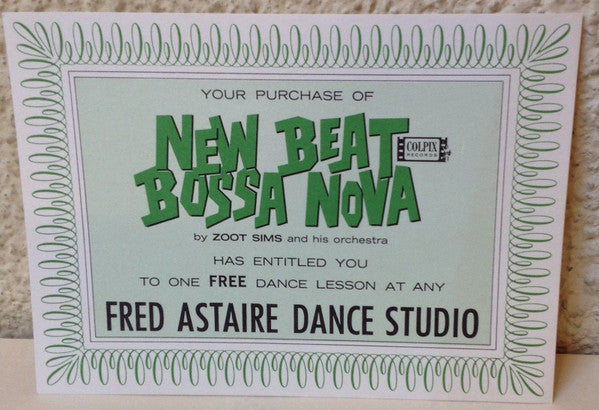 YOUR PURCHASE OF
NEW BEAT
BOSSA NOVA
COLPIX
RECORDS
by ZOOT SIMS and his orchestra
HAS ENTITLED YOU
TO ONE FREE DANCE LESSON AT ANY
FRED ASTAIRE DANCE STUDIO